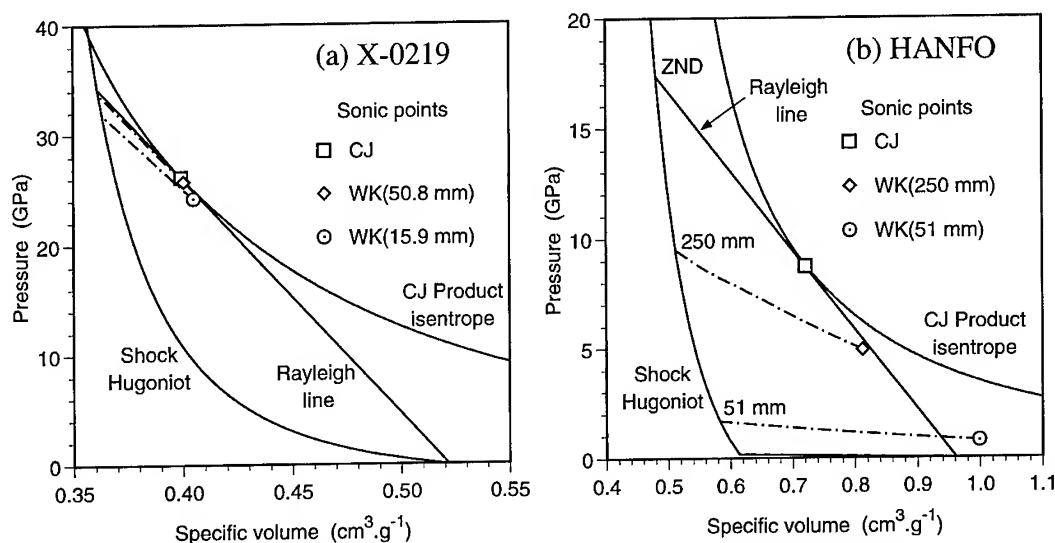 (a) X-0219
Sonic points
CJ
WK(50.8 mm)
WK(15.9 mm)
CJ Product
isentrope
Shock
Hugoniot
Rayleigh
line
40
30
20
10
0
0.35
0.40
0.45
0.50
0.55
Pressure (GPa)
Specific volume (cm³.g⁻¹)
(b) HANFO
ZND
Rayleigh
line
Sonic points
CJ
WK(250 mm)
WK(51 mm)
250 mm
CJ Product
isentrope
Shock
Hugoniot
51 mm
20
15
10
5
0
0.4
0.5
0.6
0.7
0.8
0.9
1.0
1.1
Pressure (GPa)
Specific volume (cm³.g⁻¹)